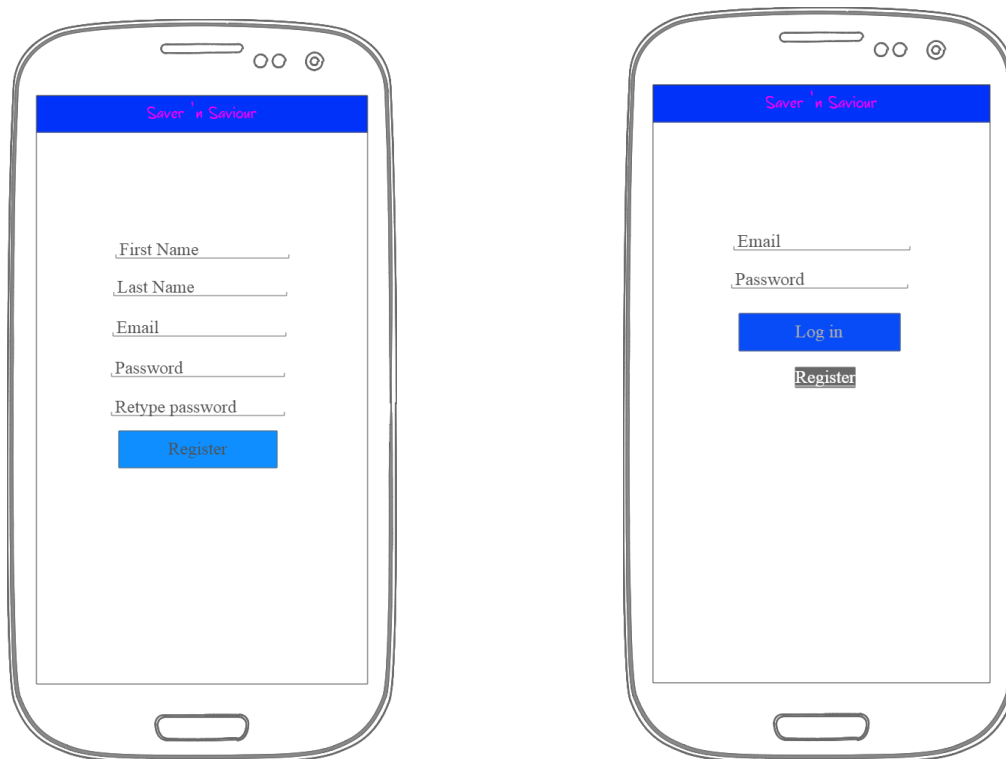 Saver 'n Saviour
First Name
Last Name
Email
Password
Retype password
Register
Saver 'n Saviour
Email
Password
Log in
Register